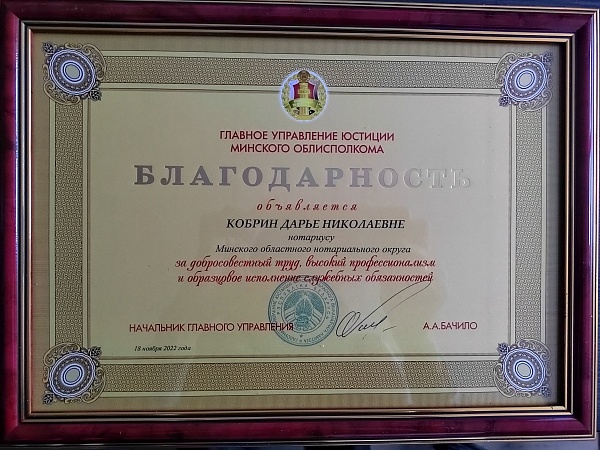 ГЛАВНОЕ УПРАВЛЕНИЕ ЮСТИЦИИ
МИНСКОГО ОБЛИСПОЛКОМА
БЛАГОДАРНОСТЬ
объявляется
КОБРИН ДАРЬЕ НИКОЛАЕВНЕ
нотариусу
Минского областного нотариального округа
за добросовестный труд, высокий профессионализм
и образцовое исполнение служебных обязанностей
НАЧАЛЬНИК ГЛАВНОГО УПРАВЛЕНИЯ
А.А.БАЧИЛО
18 ноября 2022 года